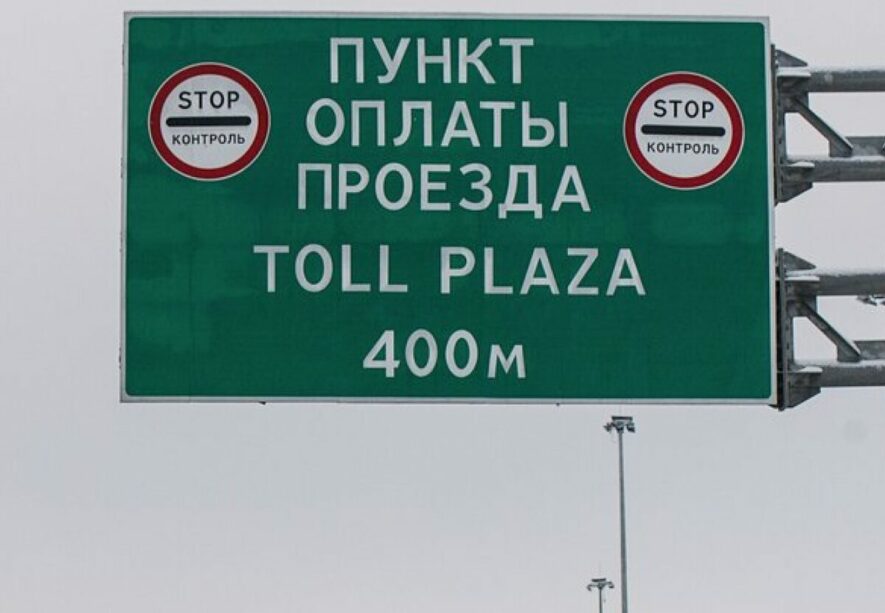 STOP
КОНТРОЛЬ
ПУНКТ
ОПЛАТЫ
ПРОЕЗДА
TOLL PLAZA
400м
STOP
КОНТРОЛЬ